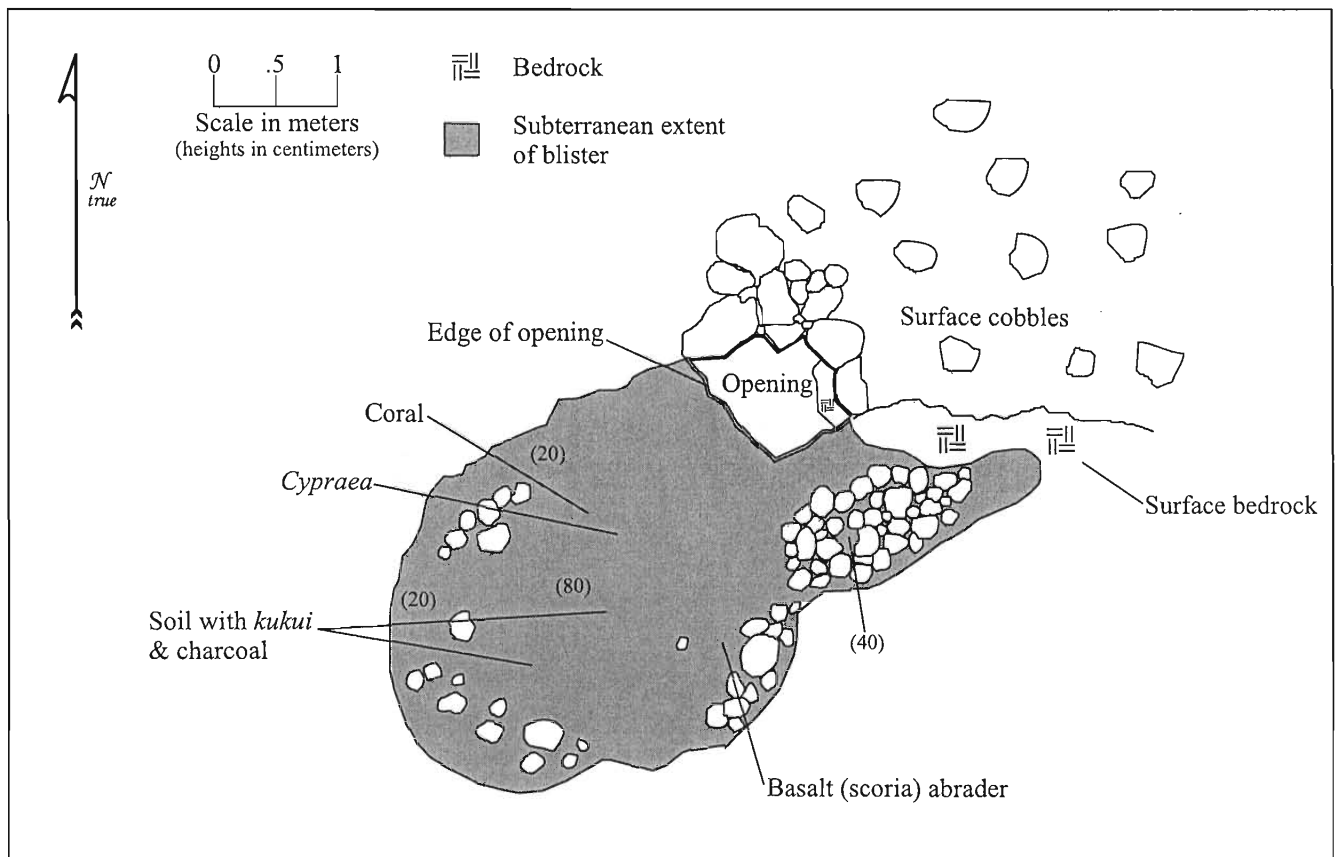 0 .5 1
Scale in meters
(heights in centimeters)
N
true
Bedrock
Subterranean extent
of blister
Edge of opening
Opening
Surface cobbles
Coral
(20)
Cypraea
Surface bedrock
(20)
(80)
Soil with kukui
& charcoal
(40)
Basalt (scoria) abrader